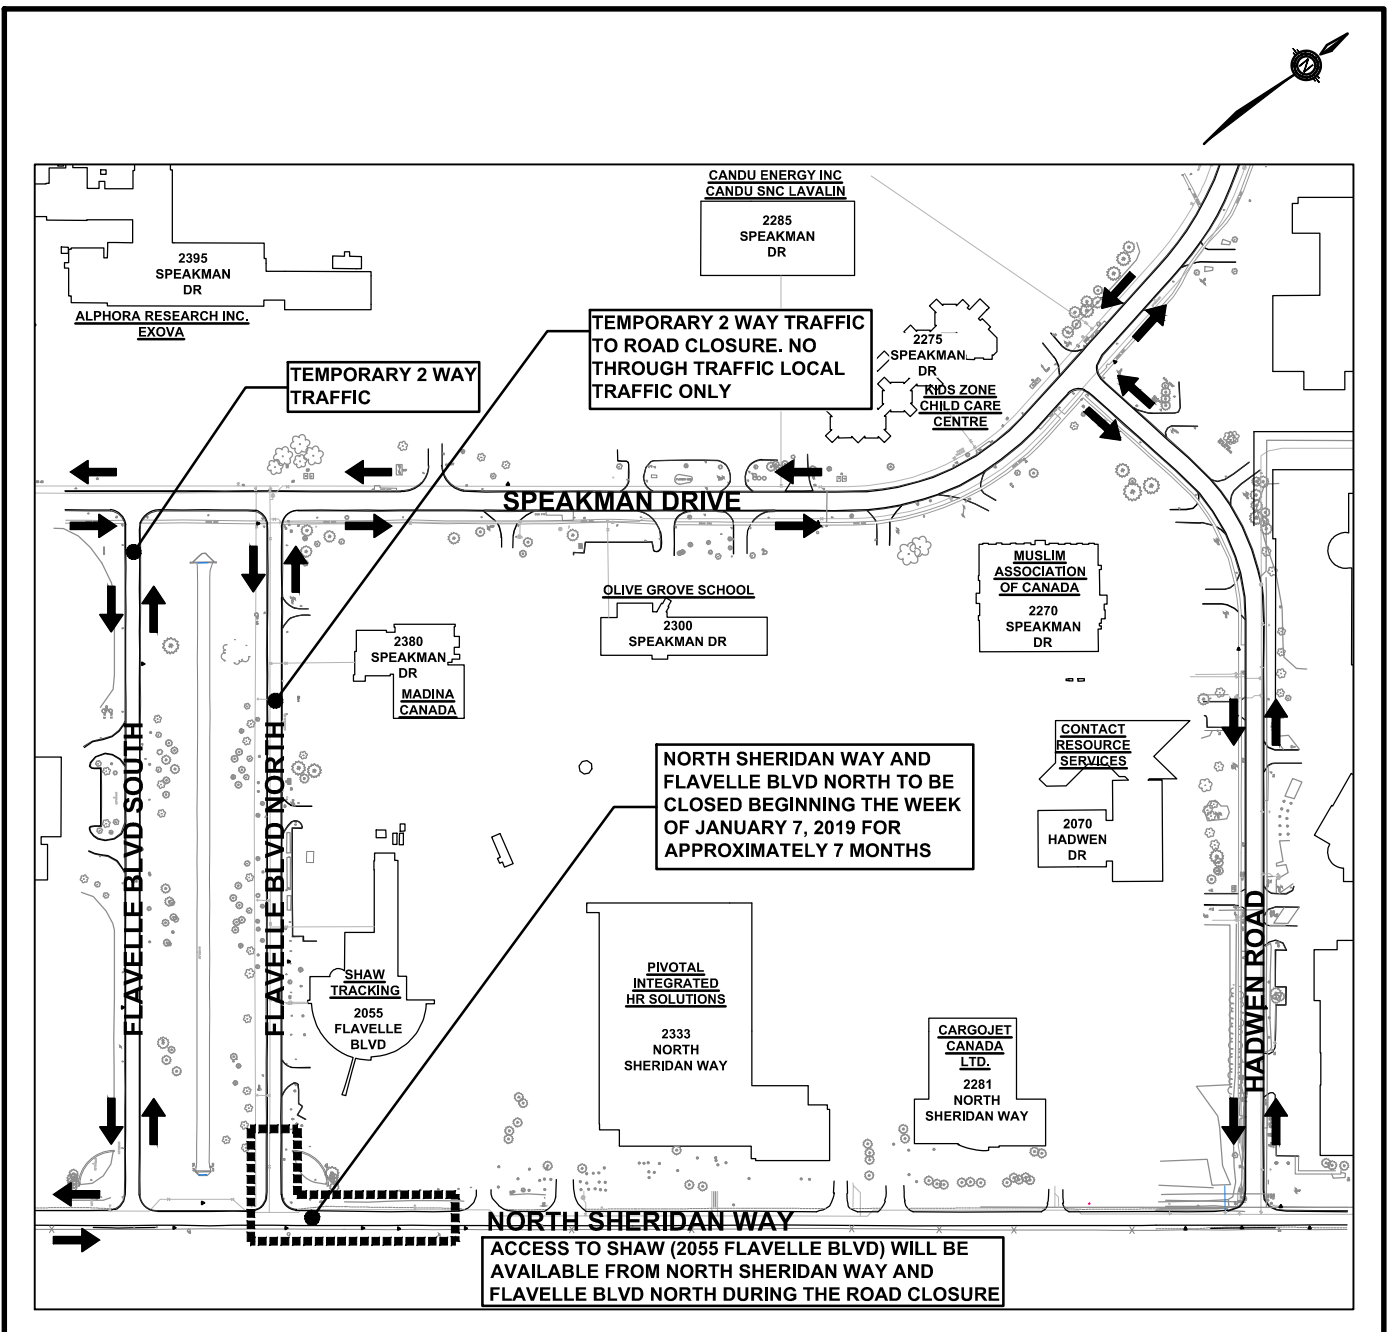 N
CANDU ENERGY INC
CANDU SNC LAVALIN
2285
SPEAKMAN
DR
2395
SPEAKMAN
DR
ALPHORA RESEARCH INC.
EXOVA
TEMPORARY 2 WAY
TRAFFIC
TEMPORARY 2 WAY TRAFFIC
TO ROAD CLOSURE. NO
THROUGH TRAFFIC LOCAL
TRAFFIC ONLY
2275
SPEAKMAN
DR
KIDS ZONE
CHILD CARE
CENTRE
SPEAKMAN DRIVE
MUSLIM
ASSOCIATION
OF CANADA
2270
SPEAKMAN
DR
OLIVE GROVE SCHOOL
2300
SPEAKMAN DR
2380
SPEAKMAN
DR
MADINA
CANADA
FLAVELLE BLVD SOUTH
FLAVELLE BLVD NORTH
NORTH SHERIDAN WAY AND
FLAVELLE BLVD NORTH TO BE
CLOSED BEGINNING THE WEEK
OF JANUARY 7, 2019 FOR
APPROXIMATELY 7 MONTHS
CONTACT
RESOURCE
SERVICES
2070
HADWEN
DR
HADWEN ROAD
SHAW
TRACKING
2055
FLAVELLE
BLVD
PIVOTAL
INTEGRATED
HR SOLUTIONS
2333
NORTH
SHERIDAN WAY
CARGOJET
CANADA
LTD.
2281
NORTH
SHERIDAN WAY
NORTH SHERIDAN WAY
ACCESS TO SHAW (2055 FLAVELLE BLVD) WILL BE
AVAILABLE FROM NORTH SHERIDAN WAY AND
FLAVELLE BLVD NORTH DURING THE ROAD CLOSURE